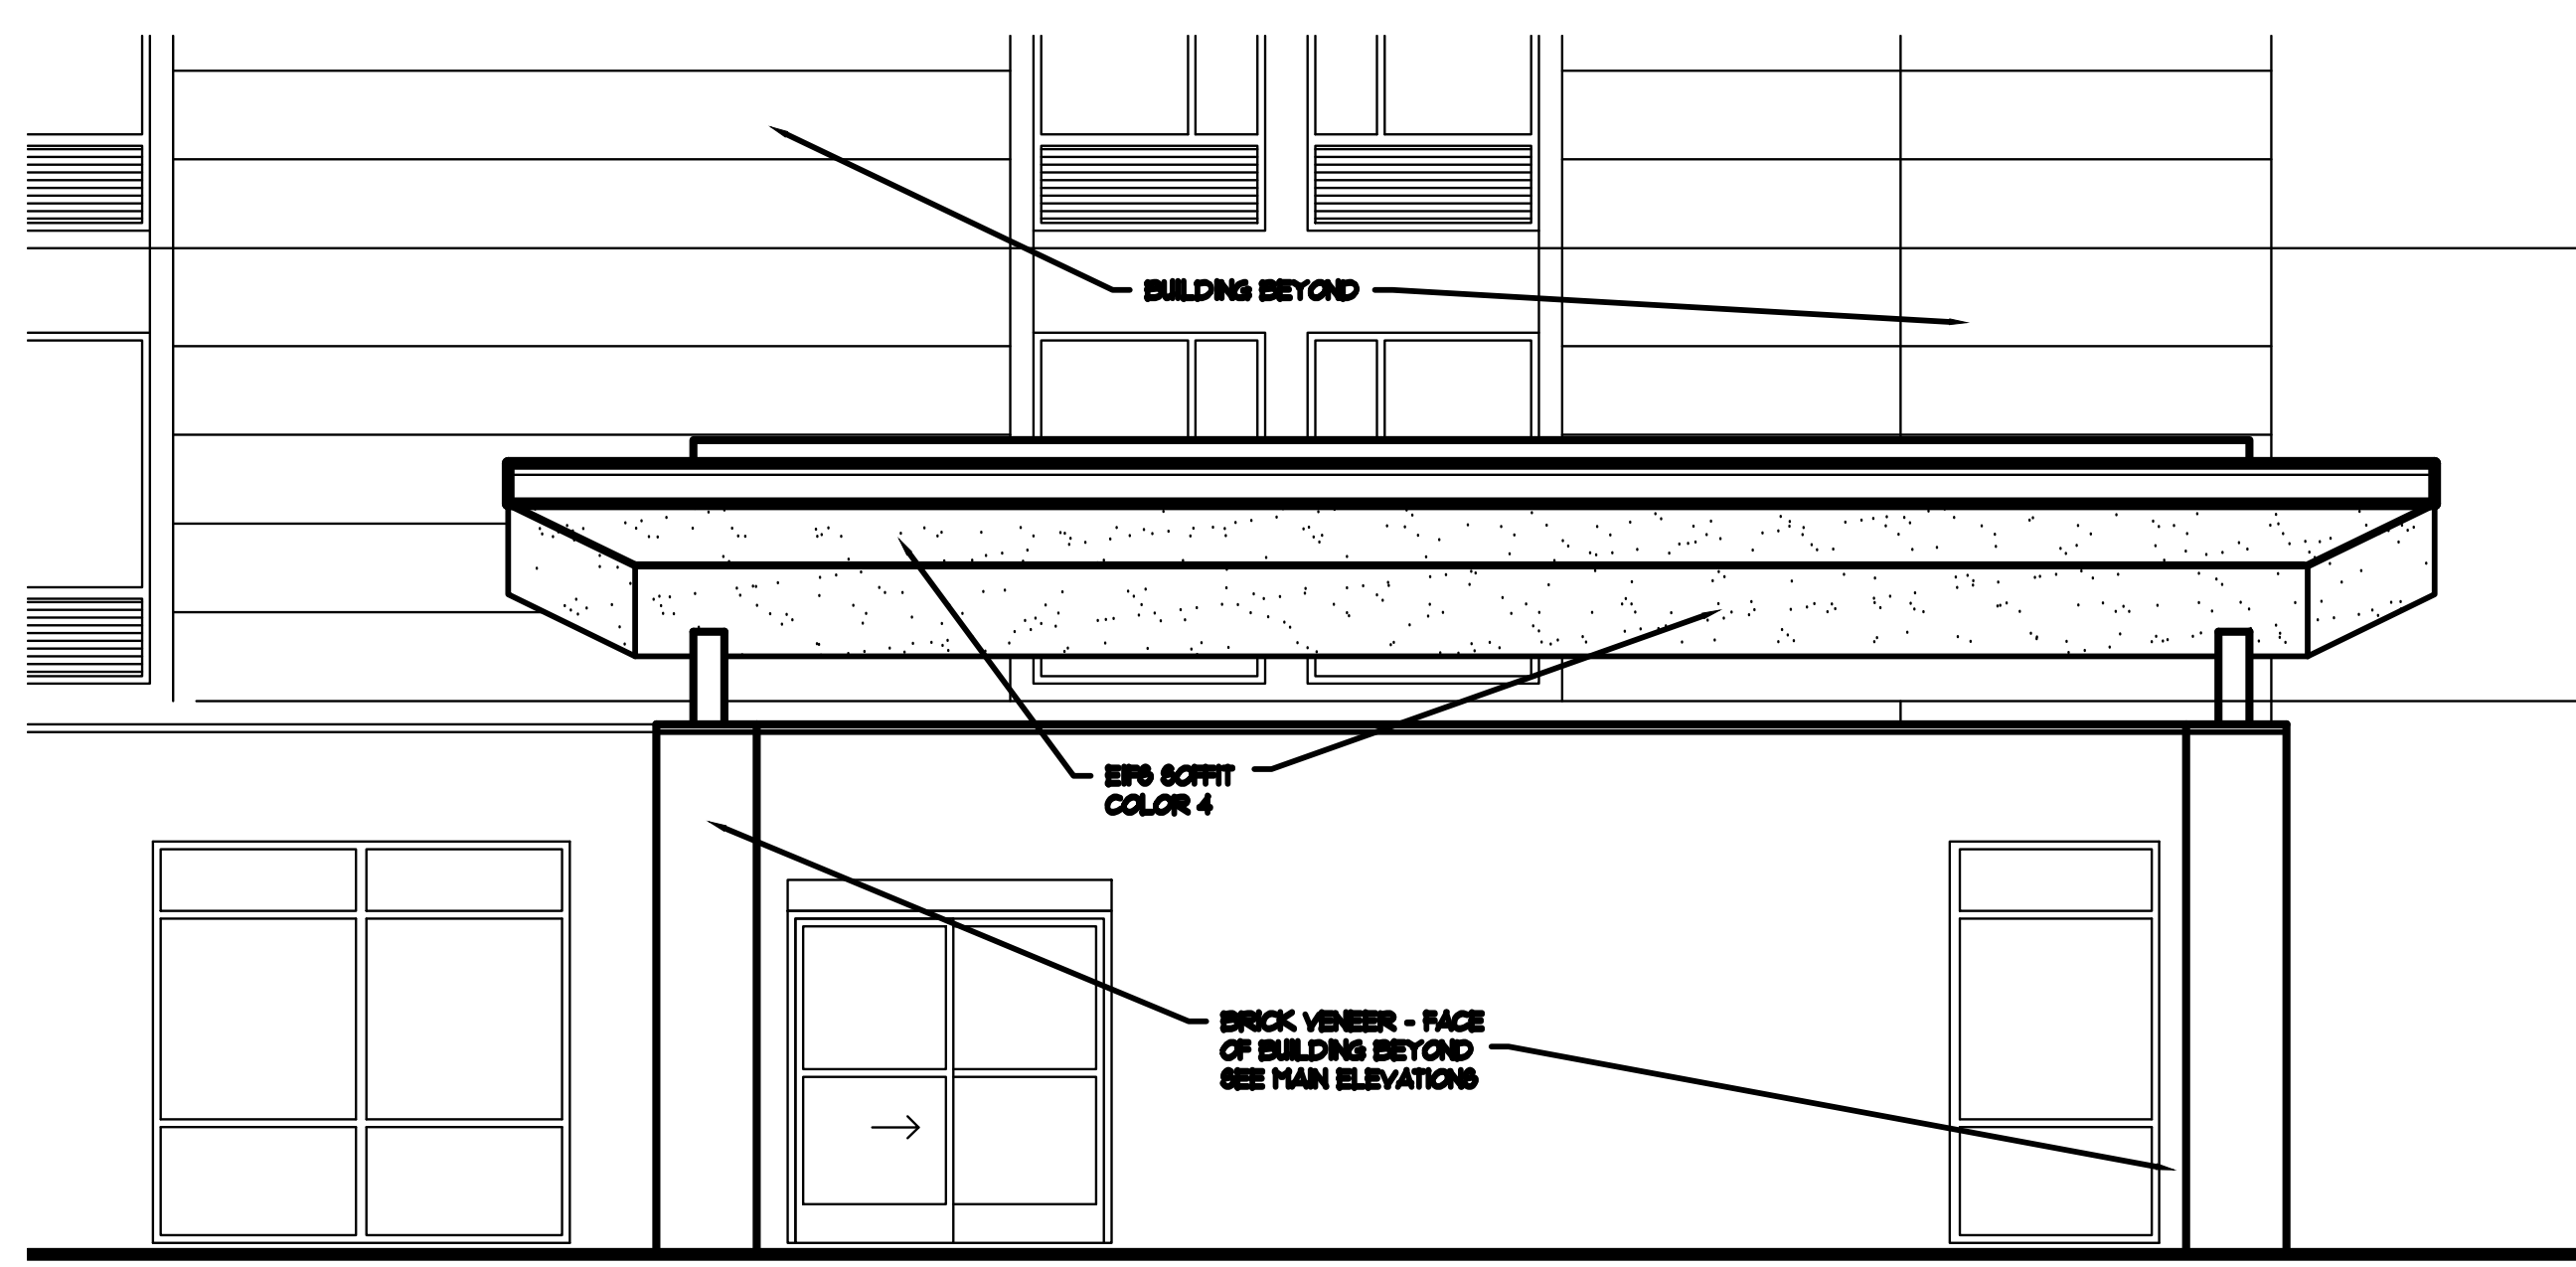 BUILDING BEYOND
EIFS SOFFIT
COLOR 4
BRICK VENEER - FACE
OF BUILDING BEYOND
SEE MAIN ELEVATIONS